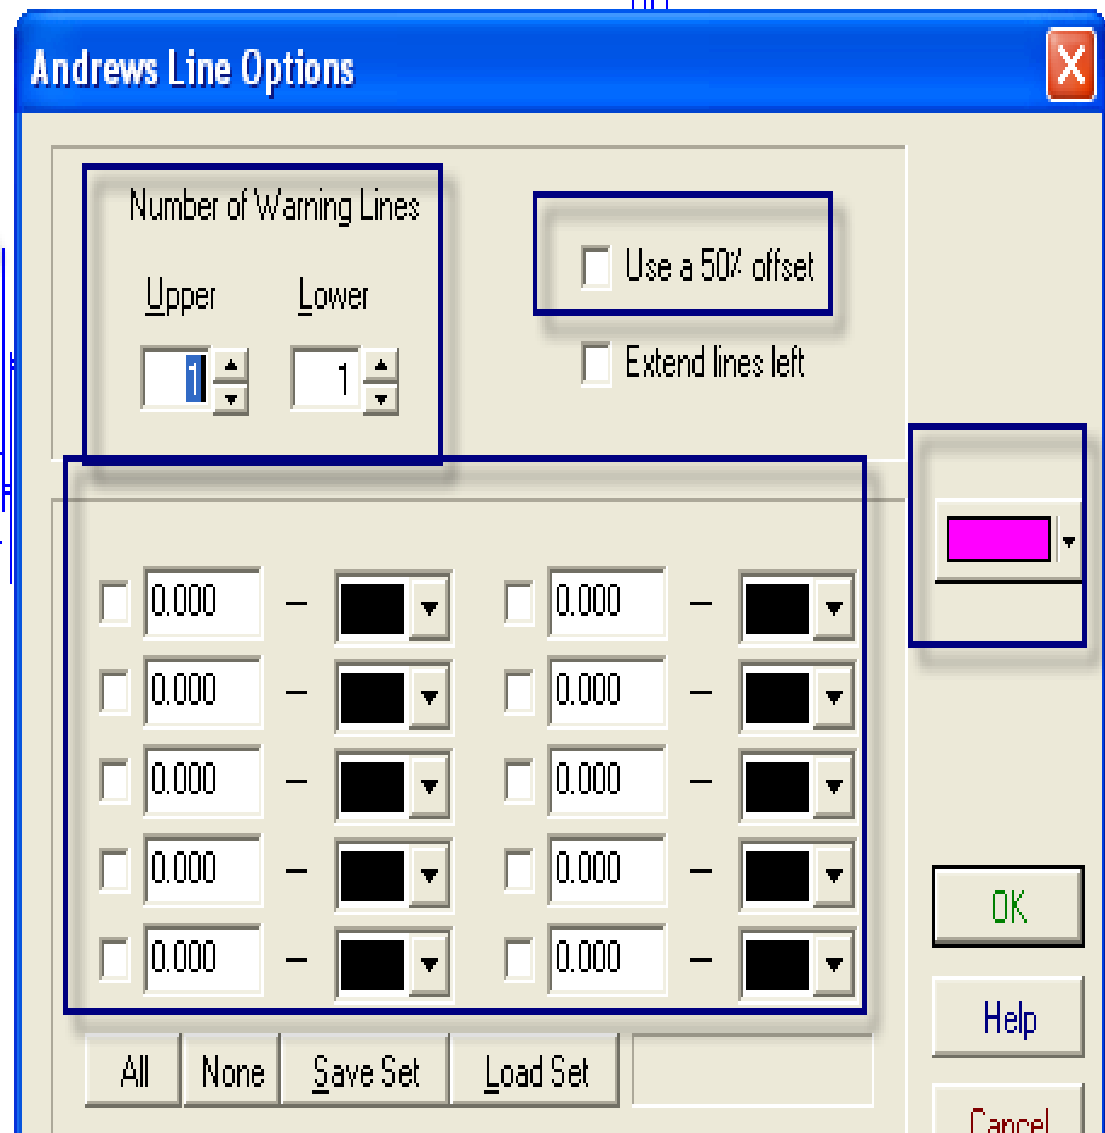 Andrews Line Options
Number of Warning Lines
Upper Lower
1 1
Use a 50% offset
Extend lines left
0.000 – 0.000 –
0.000 – 0.000 –
0.000 – 0.000 –
0.000 – 0.000 –
0.000 – 0.000 –
OK
Help
Cancel
All None Save Set Load Set